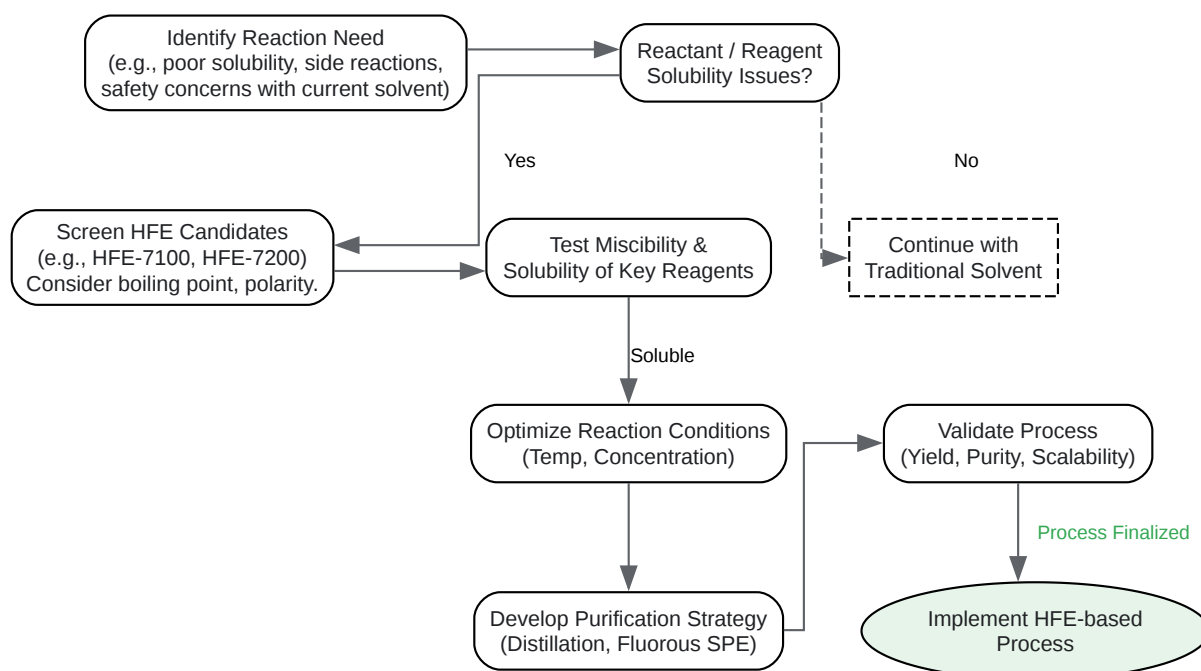 Identify Reaction Need
(e.g., poor solubility, side reactions,
safety concerns with current solvent)
Reactant / Reagent
Solubility Issues?
Yes
No
Screen HFE Candidates
(e.g., HFE-7100, HFE-7200)
Consider boiling point, polarity.
Test Miscibility &
Solubility of Key Reagents
Continue with
Traditional Solvent
Soluble
Optimize Reaction Conditions
(Temp, Concentration)
Validate Process
(Yield, Purity, Scalability)
Process Finalized
Develop Purification Strategy
(Distillation, Fluorous SPE)
Implement HFE-based
Process